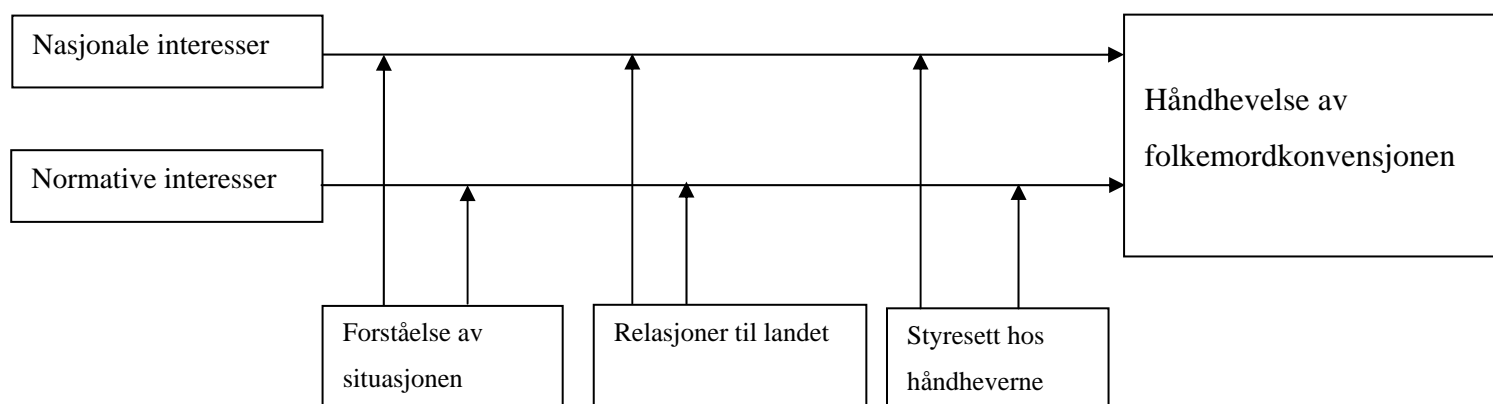 Nasjonale interesser
Normative interesser
Håndhevelse av
folkemordkonvensjonen
Forståelse av
situasjonen
Relasjoner til landet
Styresett hos
håndheverne